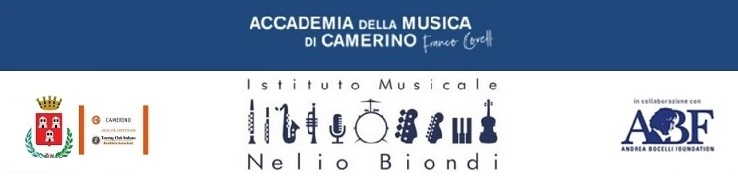 ACCADEMIA DELLA MUSICA
DI CAMERINO Franco Corelli
Istituto Musicale
Nelio Biondi
CAMERINO
Touring Club Italiano
in collaborazione con
ABF
ANDREA BOCELLI FOUNDATION